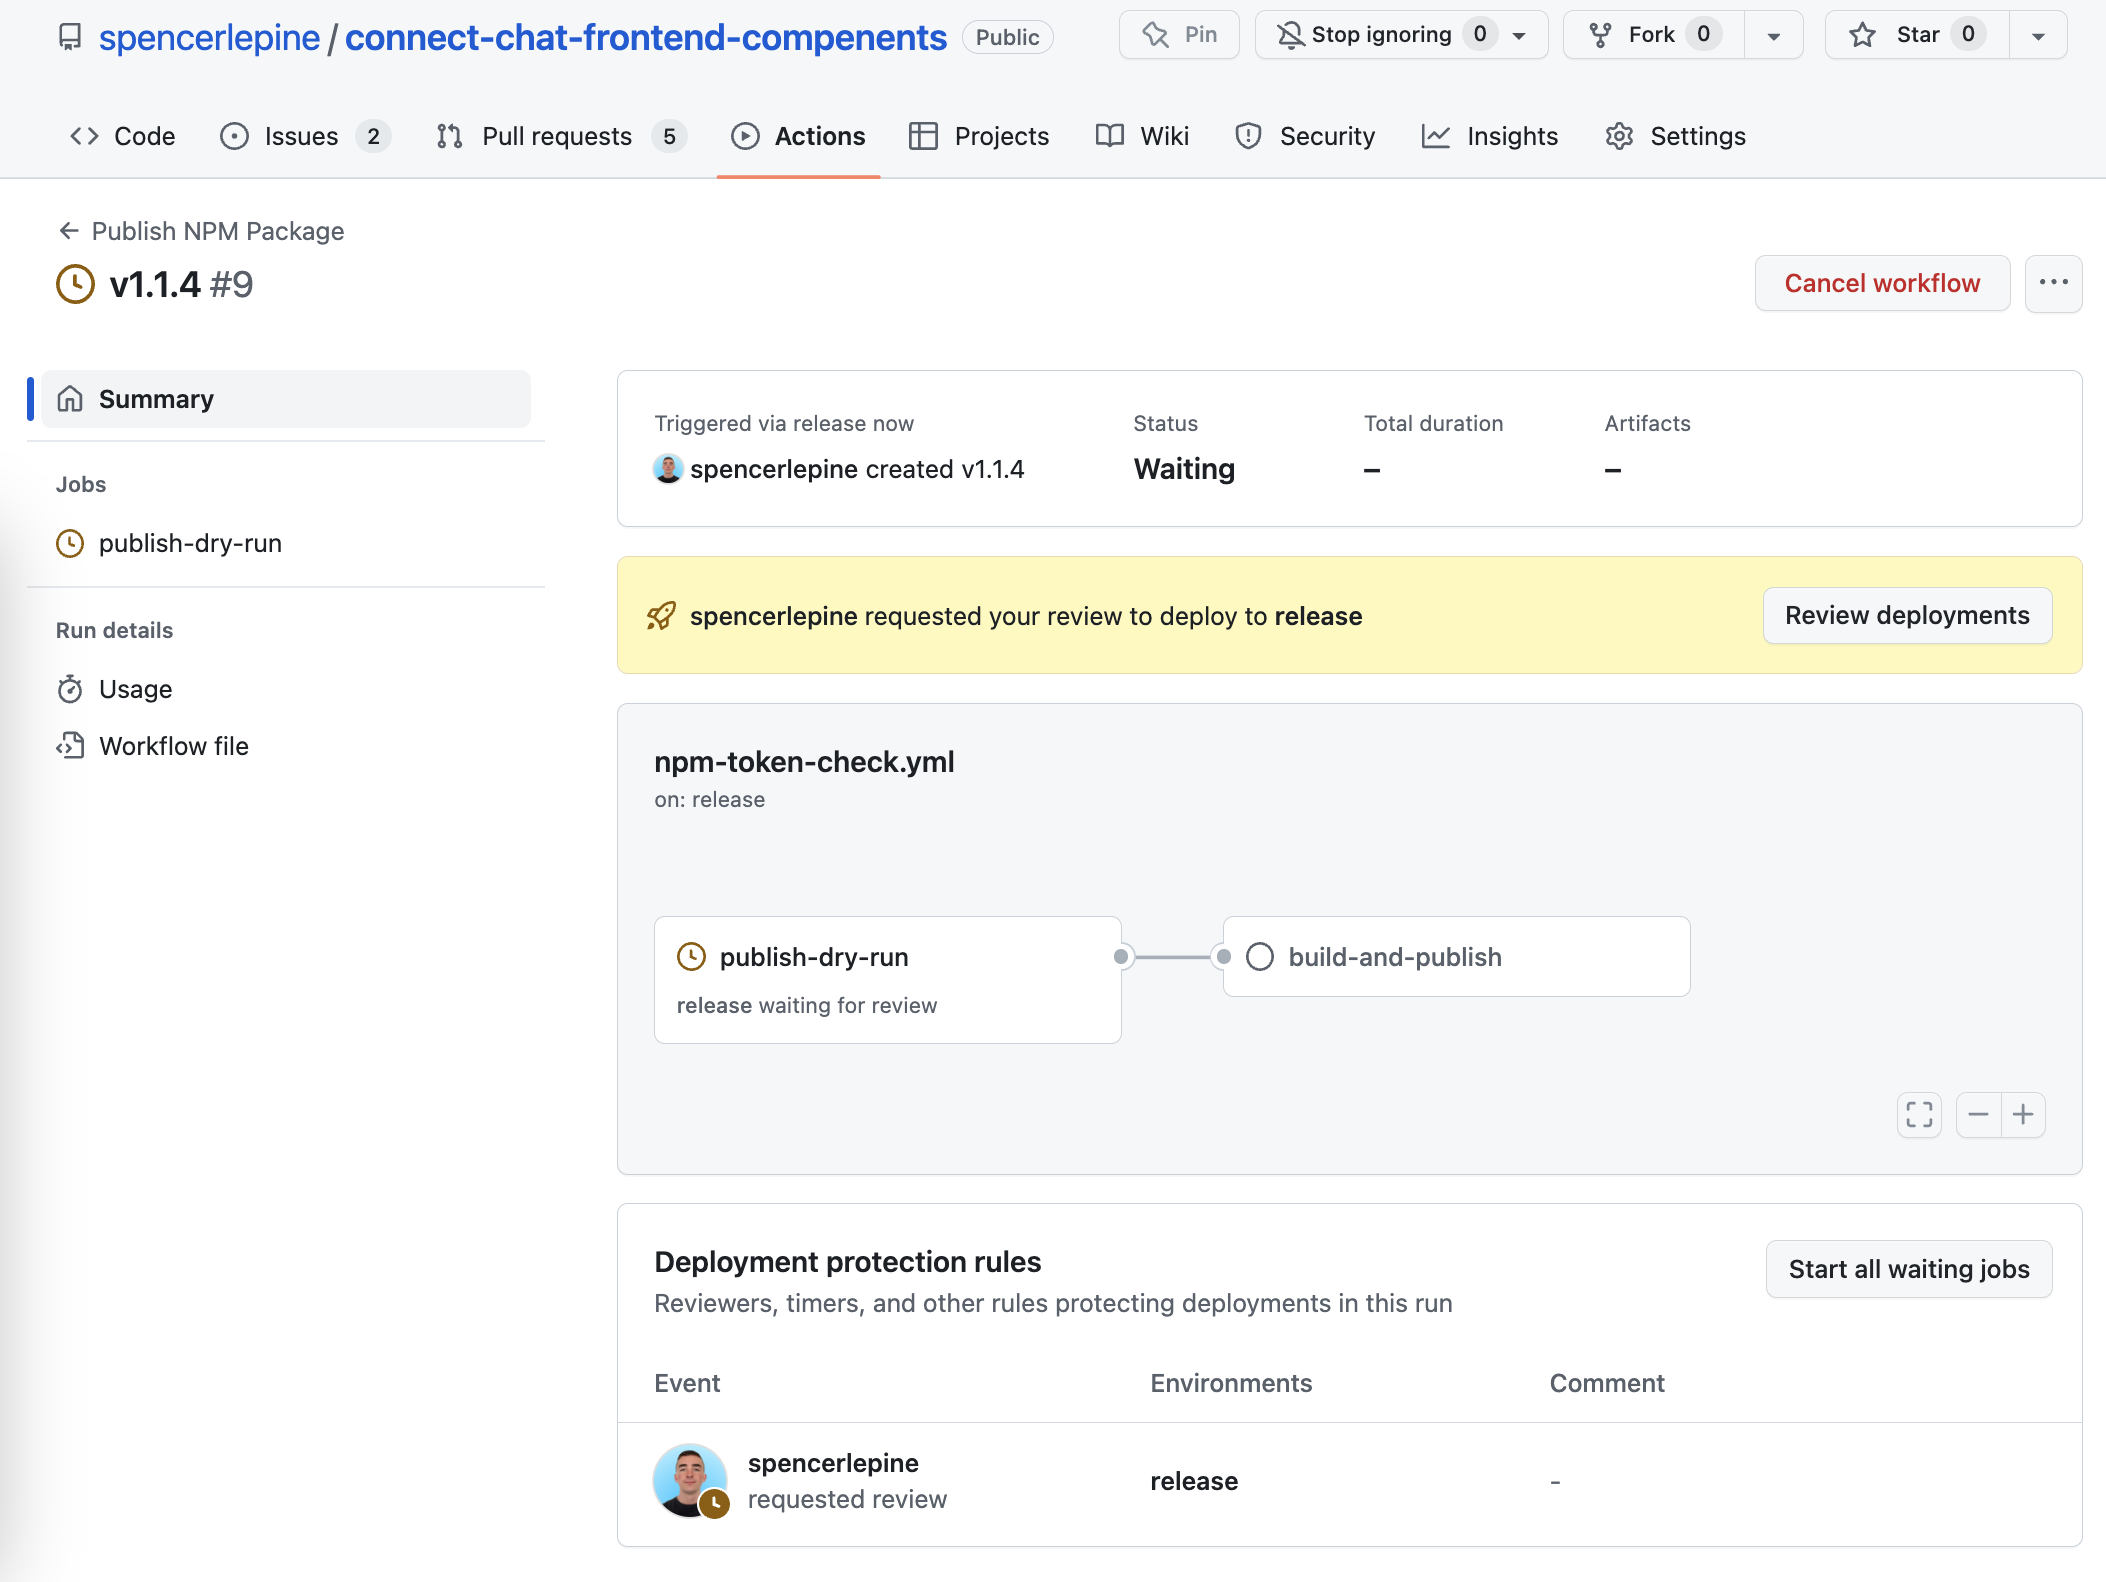 spencerlepine / connect-chat-frontend-compenents Public Pin Stop ignoring 0 Fork 0 Star 0
Code Issues 2 Pull requests 5 Actions Projects Wiki Security Insights Settings
← Publish NPM Package
v1.1.4 #9
Cancel workflow
Summary
Jobs
publish-dry-run
Run details
Usage
Workflow file
Triggered via release now Status Total duration Artifacts
spencerlepine created v1.1.4 Waiting – –
spencerlepine requested your review to deploy to release Review deployments
npm-token-check.yml
on: release
publish-dry-run build-and-publish
release waiting for review
Deployment protection rules
Reviewers, timers, and other rules protecting deployments in this run
Start all waiting jobs
Event Environments Comment
spencerlepine
requested review
release -